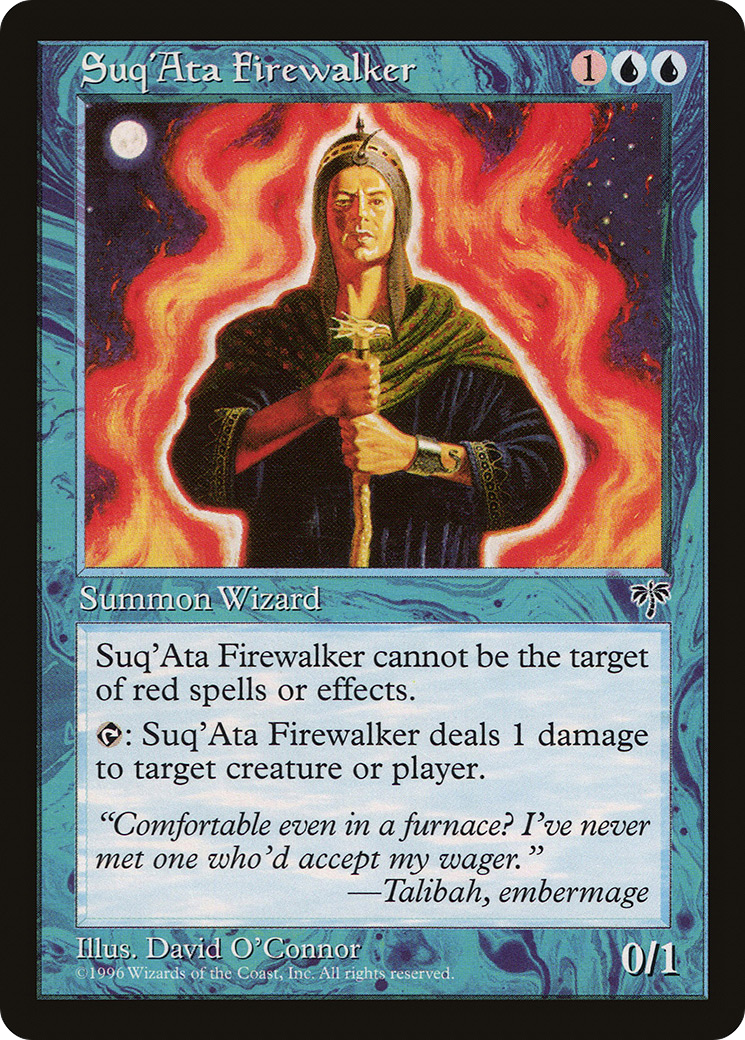 Suq'Ata Firewalker
1
Summon Wizard
Suq'Ata Firewalker cannot be the target
of red spells or effects.
: Suq'Ata Firewalker deals 1 damage
to target creature or player.
“Comfortable even in a furnace? I've never
met one who'd accept my wager.”
—Talibah, embermage
Illus. David O'Connor
©1996 Wizards of the Coast, Inc. All rights reserved.
0/1